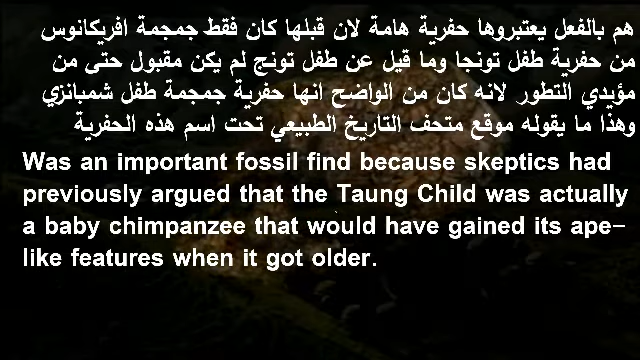 هم بالفعل يعتبروها حفرية هامة لان قبلها كان فقط جمجمة افريكانوس
من حفرية طفل تونجا وما قيل عن طفل تونج لم يكن مقبول حتى من
مؤيدي التطور لانه كان من الواضح انها حفرية جمجمة طفل شمبانزي
وهذا ما يقوله موقع متحف التاريخ الطبيعي تحت اسم هذه الحفرية
Was an important fossil find because skeptics had
previously argued that the Taung Child was actually
a baby chimpanzee that would have gained its ape-
like features when it got older.